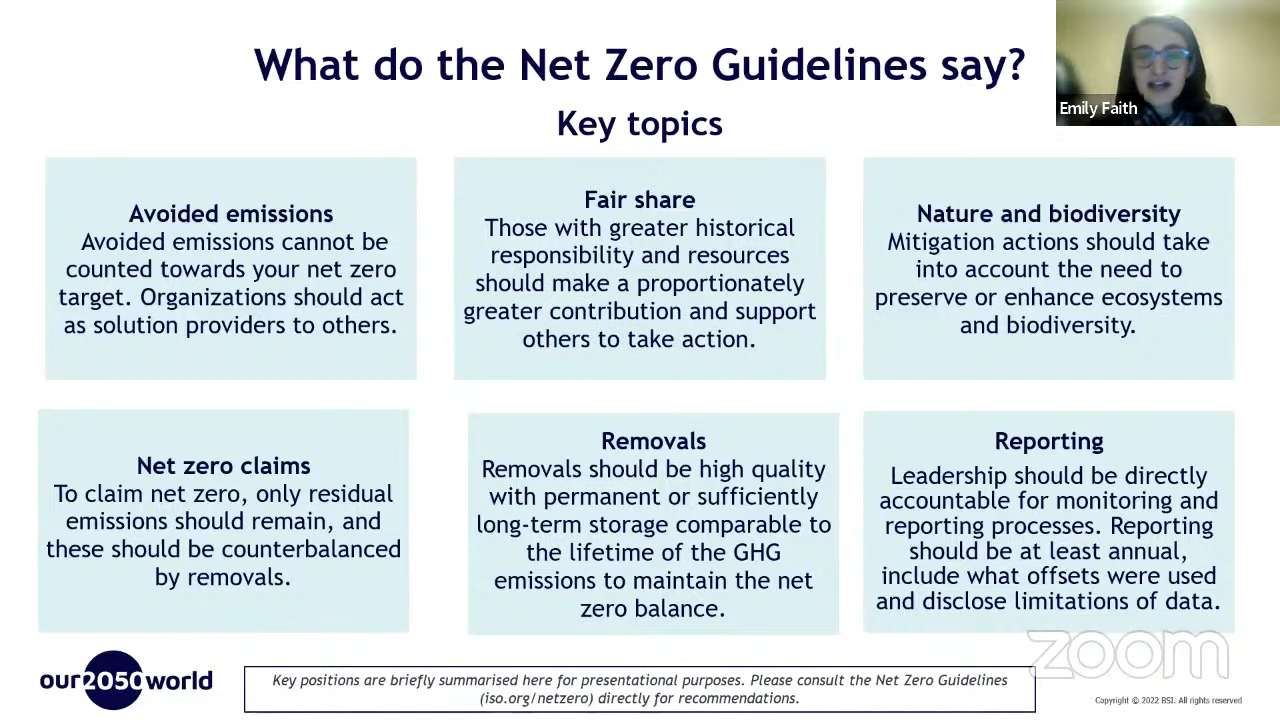 What do the Net Zero Guidelines say?
Key topics
Emily Faith
Avoided emissions
Avoided emissions cannot be
counted towards your net zero
target. Organizations should act
as solution providers to others.
Fair share
Those with greater historical
responsibility and resources
should make a proportionately
greater contribution and support
others to take action.
Nature and biodiversity
Mitigation actions should take
into account the need to
preserve or enhance ecosystems
and biodiversity.
Net zero claims
To claim net zero, only residual
emissions should remain, and
these should be counterbalanced
by removals.
Removals
Removals should be high quality
with permanent or sufficiently
long-term storage comparable to
the lifetime of the GHG
emissions to maintain the net
zero balance.
Reporting
Leadership should be directly
accountable for monitoring and
reporting processes. Reporting
should be at least annual,
include what offsets were used
and disclose limitations of data.
our2050world
Key positions are briefly summarised here for presentational purposes. Please consult the Net Zero Guidelines
(iso.org/netzero) directly for recommendations.
zoom
Copyright © 2022 BSI. All rights reserved